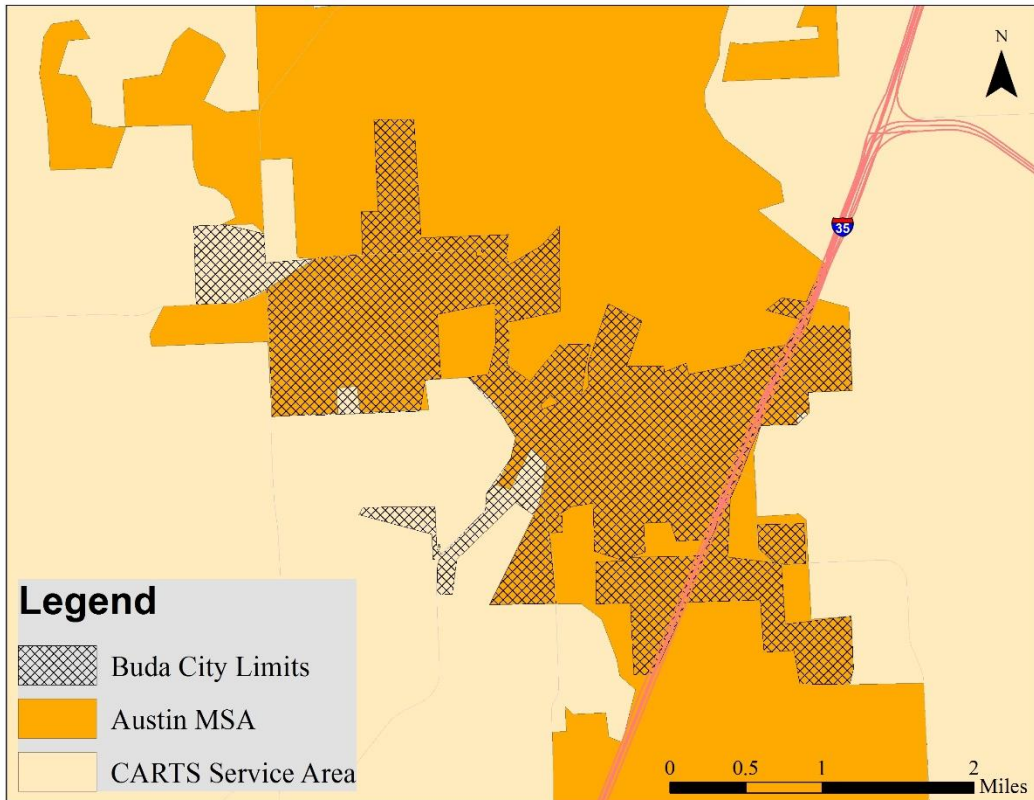 N
35
Legend
Buda City Limits
Austin MSA
CARTS Service Area
0 0.5 1 2
Miles